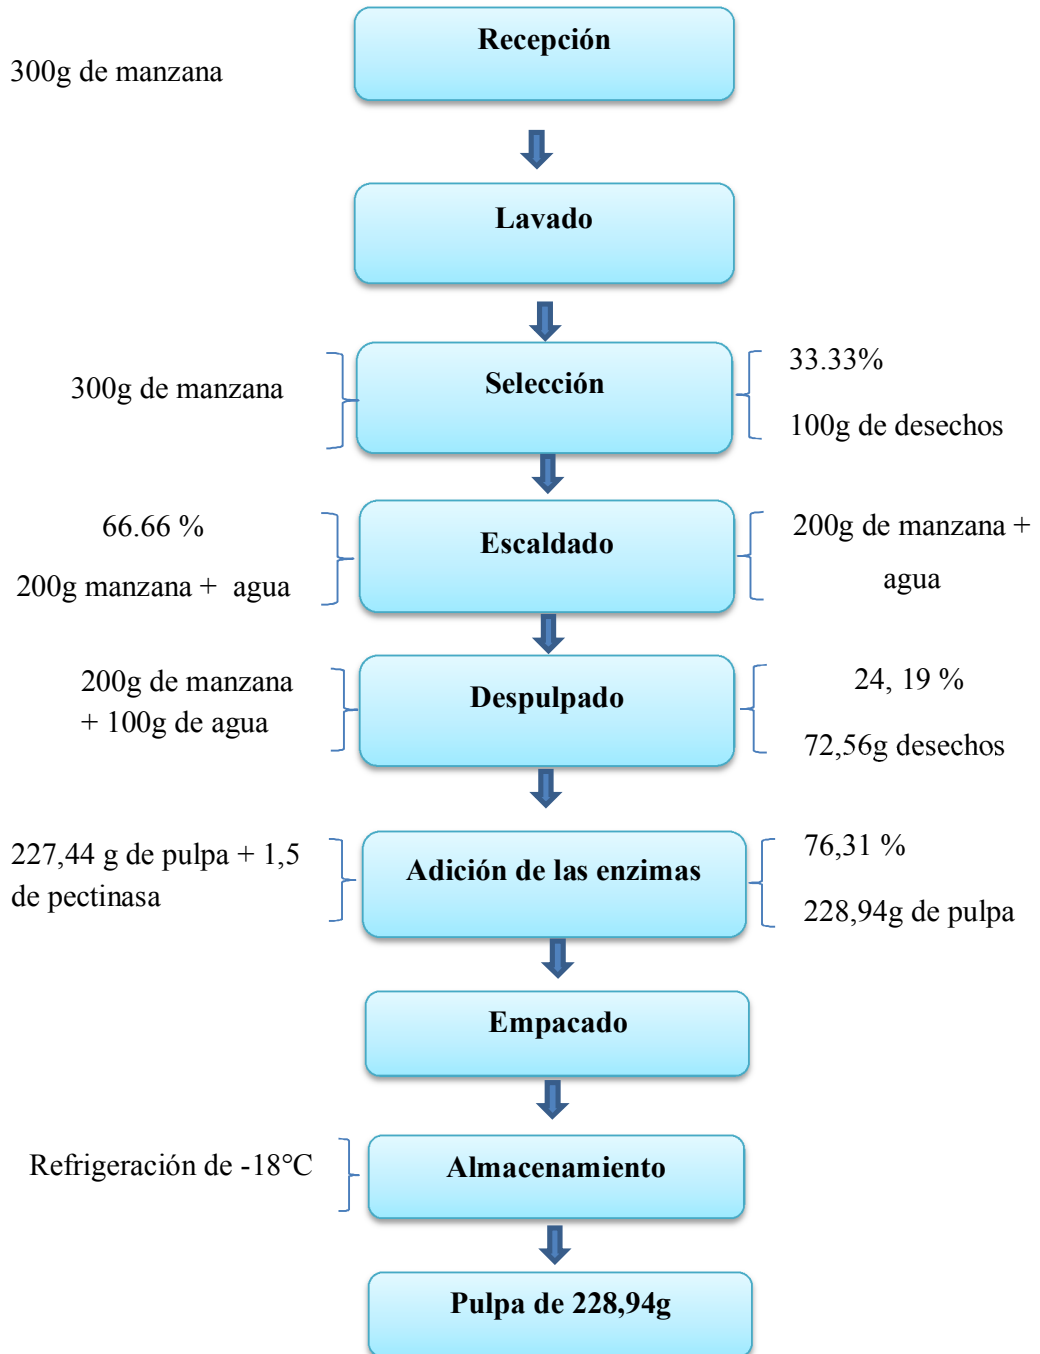 Recepción
300g de manzana
Lavado
300g de manzana
Selección
33.33%
100g de desechos
66.66 %
200g manzana + agua
Escaldado
200g de manzana +
agua
200g de manzana
+ 100g de agua
Despulpado
24, 19 %
72,56g desechos
227,44 g de pulpa + 1,5
de pectinasa
Adición de las enzimas
76,31 %
228,94g de pulpa
Empacado
Refrigeración de -18°C
Almacenamiento
Pulpa de 228,94g